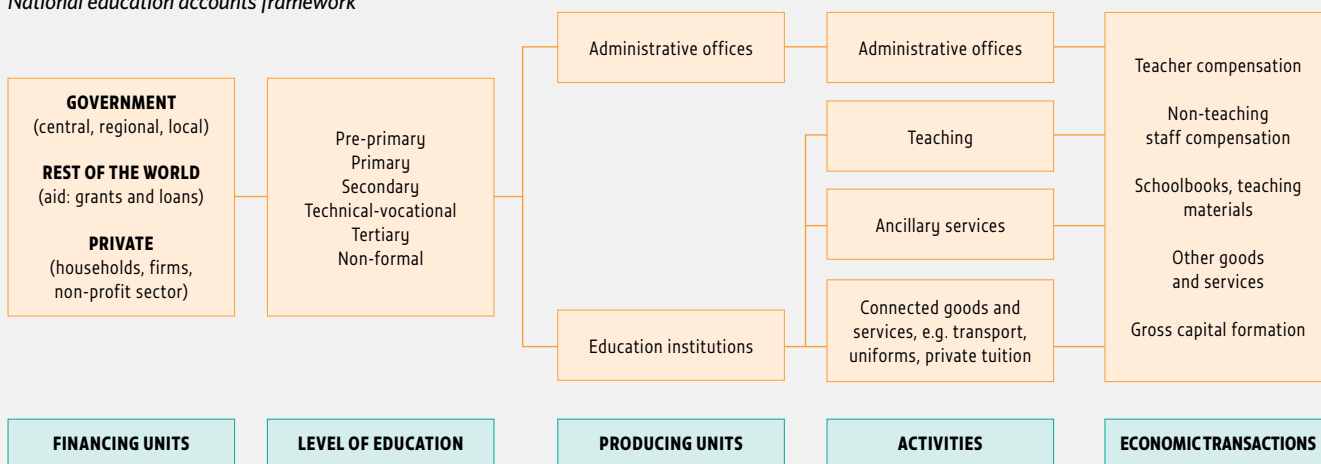 National education accounts framework
GOVERNMENT
(central, regional, local)
REST OF THE WORLD
(aid: grants and loans)
PRIVATE
(households, firms,
non-profit sector)
Pre-primary
Primary
Secondary
Technical-vocational
Tertiary
Non-formal
Administrative offices
Education institutions
Administrative offices
Teaching
Ancillary services
Connected goods and
services, e.g. transport,
uniforms, private tuition
Teacher compensation
Non-teaching
staff compensation
Schoolbooks, teaching
materials
Other goods
and services
Gross capital formation
FINANCING UNITS
LEVEL OF EDUCATION
PRODUCING UNITS
ACTIVITIES
ECONOMIC TRANSACTIONS